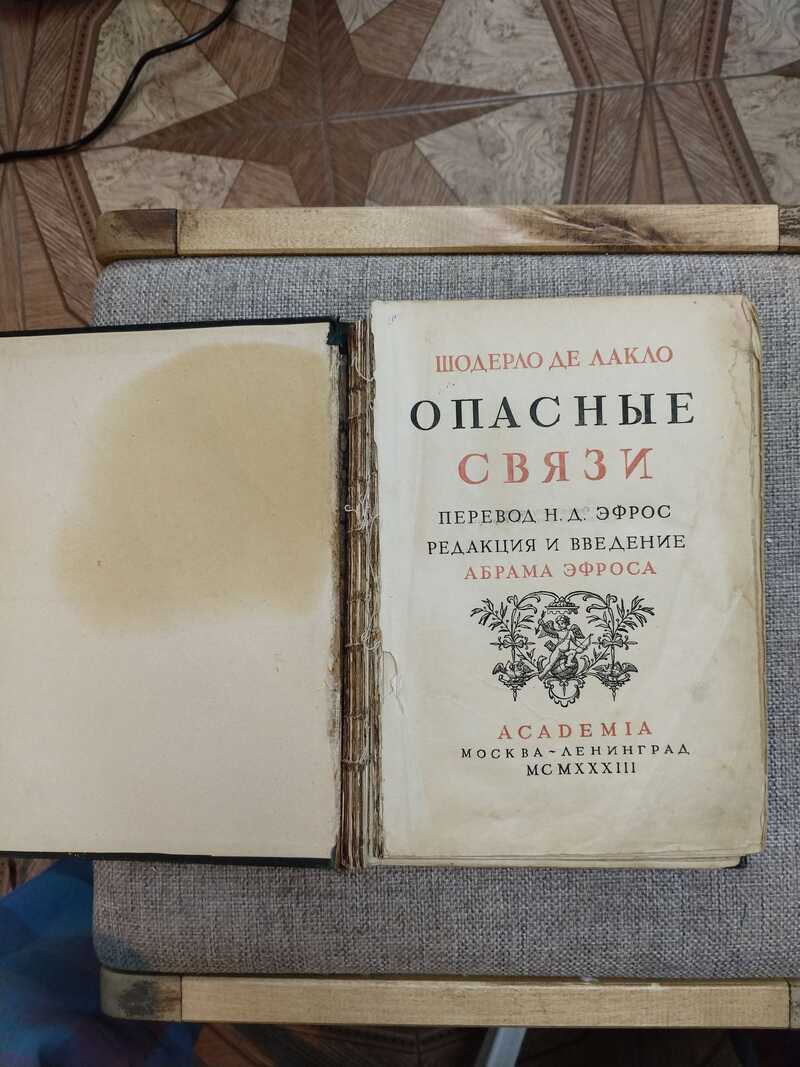 ШОДЕРЛО ДЕ ЛАКЛО
ОПАСНЫЕ
СВЯЗИ
ПЕРЕВОД Н. Д. ЭФРОС
РЕДАКЦИЯ И ВВЕДЕНИЕ
АБРАМА ЭФРОСА
ACADEMIA
МОСКВА ~ ЛЕНИНГРАД
MCMXXXIII